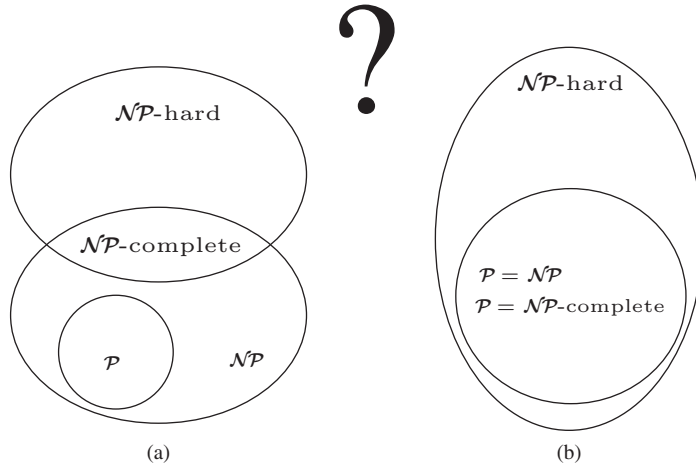 ?
𝒩𝒫-hard
𝒩𝒫-complete
𝒫
𝒩𝒫
(a)
𝒩𝒫-hard
𝒫 = 𝒩𝒫
𝒫 = 𝒩𝒫-complete
(b)